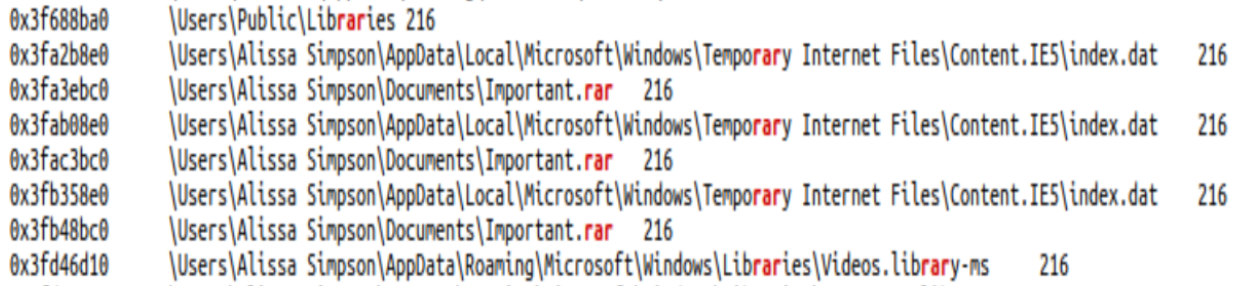 0x3f688ba0 \Users\Public\Libraries 216
0x3fa2b8e0 \Users\Alissa Simpson\AppData\Local\Microsoft\Windows\Temporary Internet Files\Content.IE5\index.dat 216
0x3fa3ebc0 \Users\Alissa Simpson\Documents\Important.rar 216
0x3fab08e0 \Users\Alissa Simpson\AppData\Local\Microsoft\Windows\Temporary Internet Files\Content.IE5\index.dat 216
0x3fac3bc0 \Users\Alissa Simpson\Documents\Important.rar 216
0x3fb358e0 \Users\Alissa Simpson\AppData\Local\Microsoft\Windows\Temporary Internet Files\Content.IE5\index.dat 216
0x3fb48bc0 \Users\Alissa Simpson\Documents\Important.rar 216
0x3fd46d10 \Users\Alissa Simpson\AppData\Roaming\Microsoft\Windows\Libraries\Videos.library-ms 216